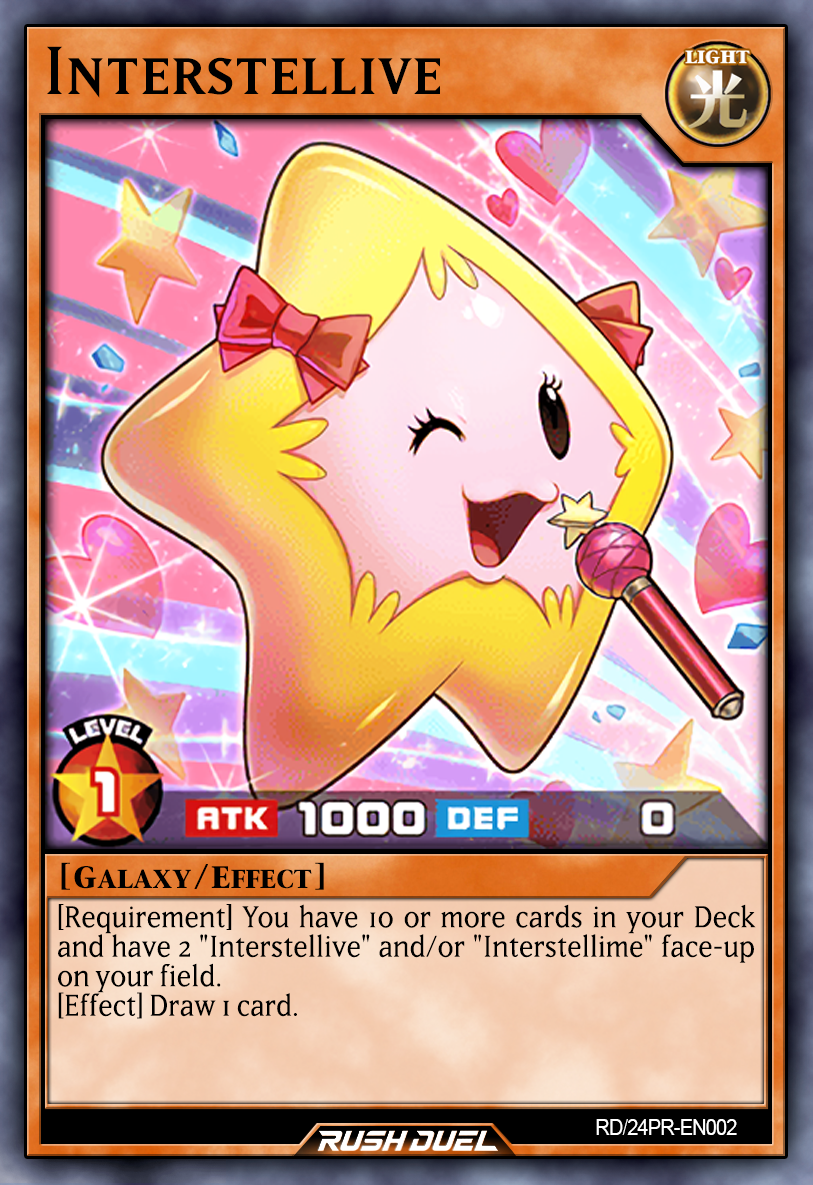 Interstellive
LIGHT
光
LEVEL
1
ATK 1000 DEF 0
[Galaxy/Effect]
[Requirement] You have 10 or more cards in your Deck
and have 2 "Interstellive" and/or "Interstellime" face-up
on your field.
[Effect] Draw 1 card.
RD/24PR-EN002
RUSH DUEL